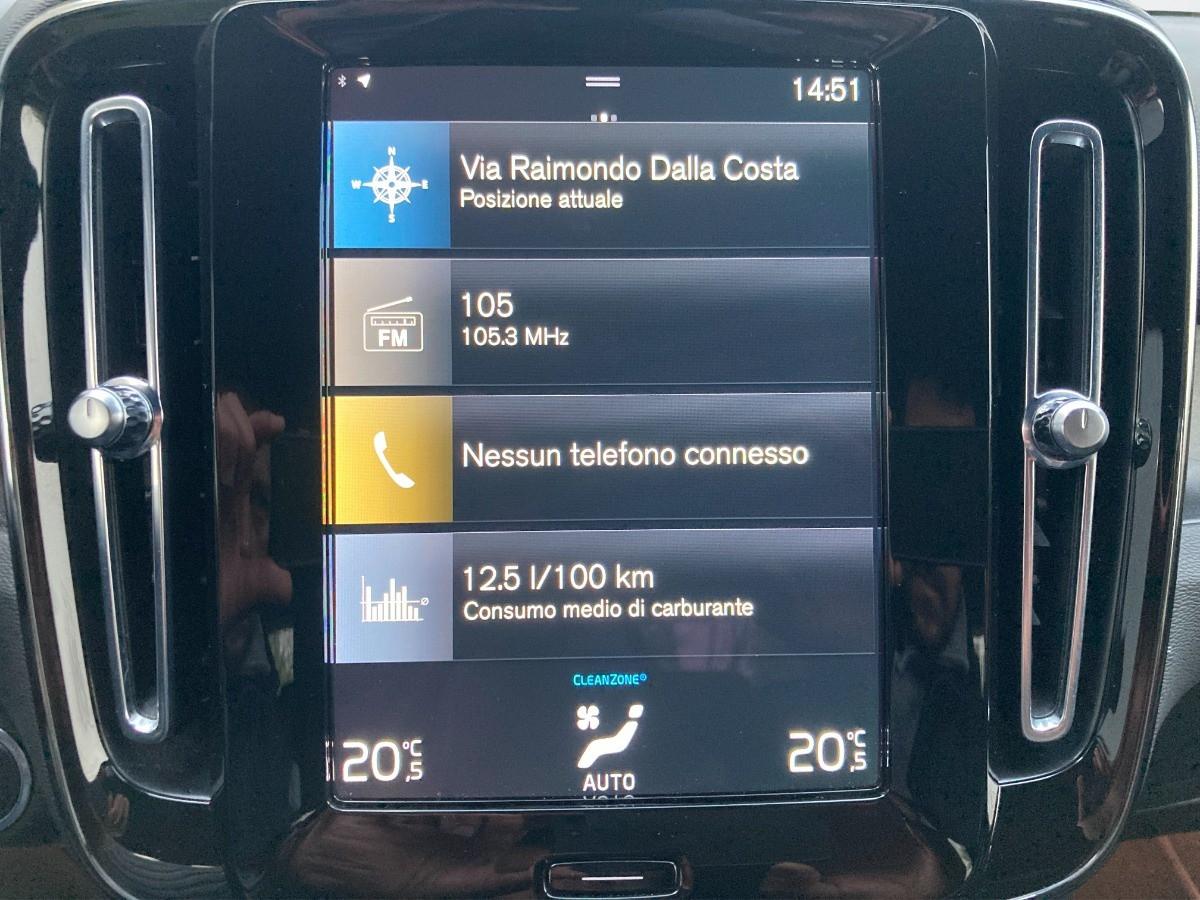 14:51
N
W E
S
Via Raimondo Dalla Costa
Posizione attuale
105
FM
105.3 MHz
Nessun telefono connesso
12.5 l/100 km
Ø
Consumo medio di carburante
CLEANZONE®
20,5°C
20,5°C
AUTO